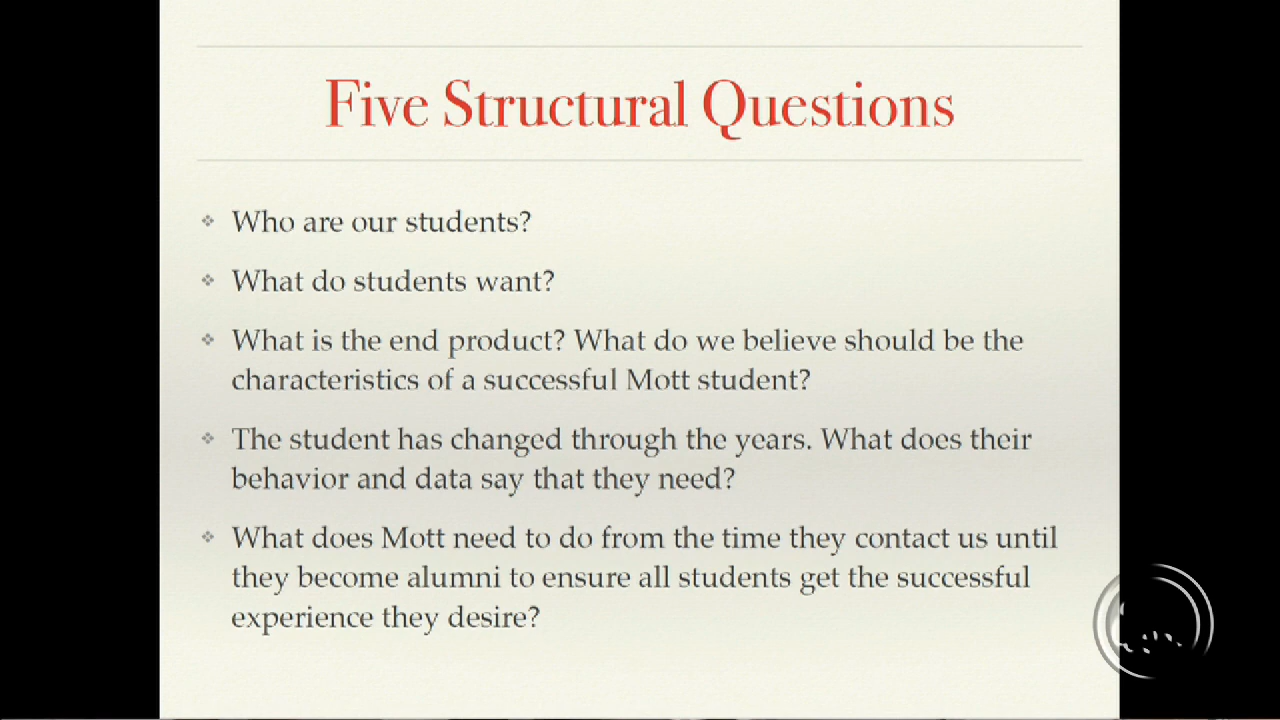 Five Structural Questions
Who are our students?
What do students want?
What is the end product? What do we believe should be the
characteristics of a successful Mott student?
The student has changed through the years. What does their
behavior and data say that they need?
What does Mott need to do from the time they contact us until
they become alumni to ensure all students get the successful
experience they desire?